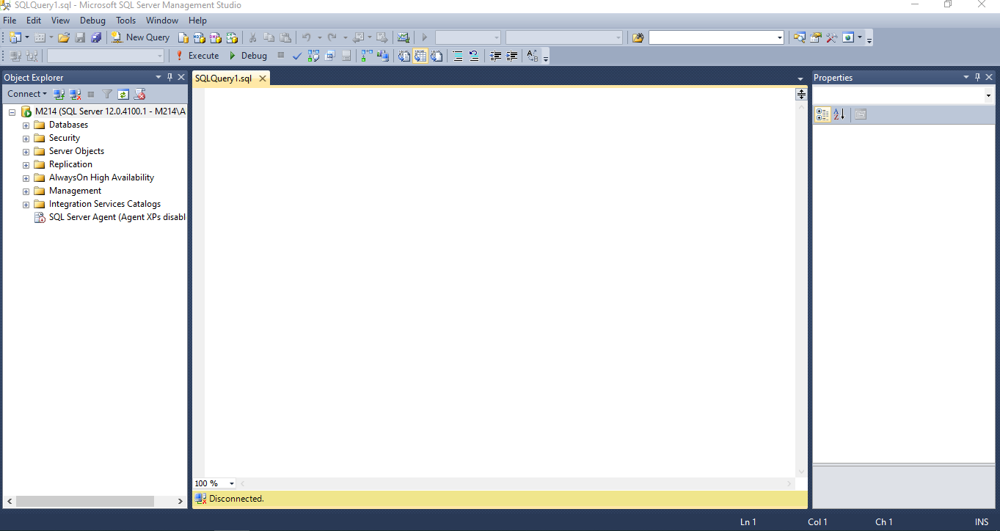 SQLQuery1.sql - Microsoft SQL Server Management Studio
File Edit View Debug Tools Window Help
New Query
Execute Debug
Object Explorer
Connect
M214 (SQL Server 12.0.4100.1 - M214\A
Databases
Security
Server Objects
Replication
AlwaysOn High Availability
Management
Integration Services Catalogs
SQL Server Agent (Agent XPs disabl
SQLQuery1.sql
100 %
Disconnected.
Properties
Ln 1 Col 1 Ch 1 INS